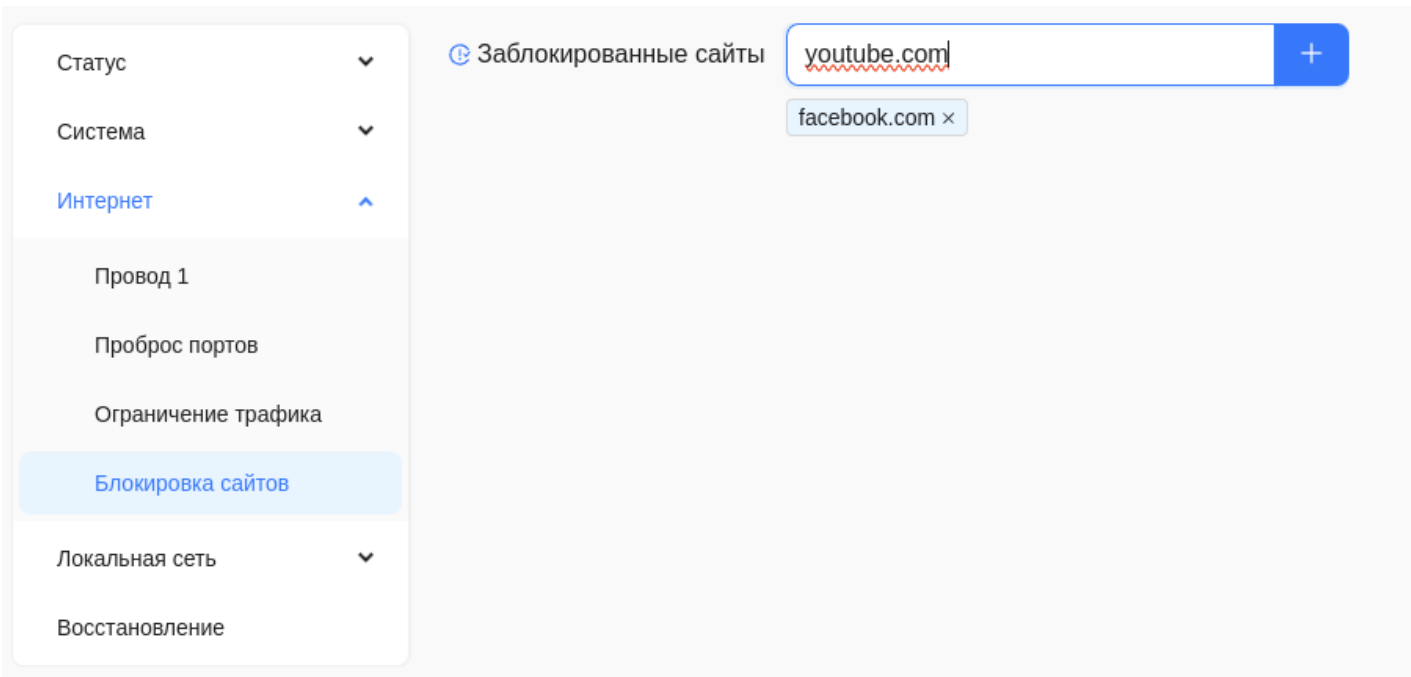 Статус
Система
Интернет
Провод 1
Проброс портов
Ограничение трафика
Блокировка сайтов
Локальная сеть
Восстановление
Заблокированные сайты
youtube.com
facebook.com ×